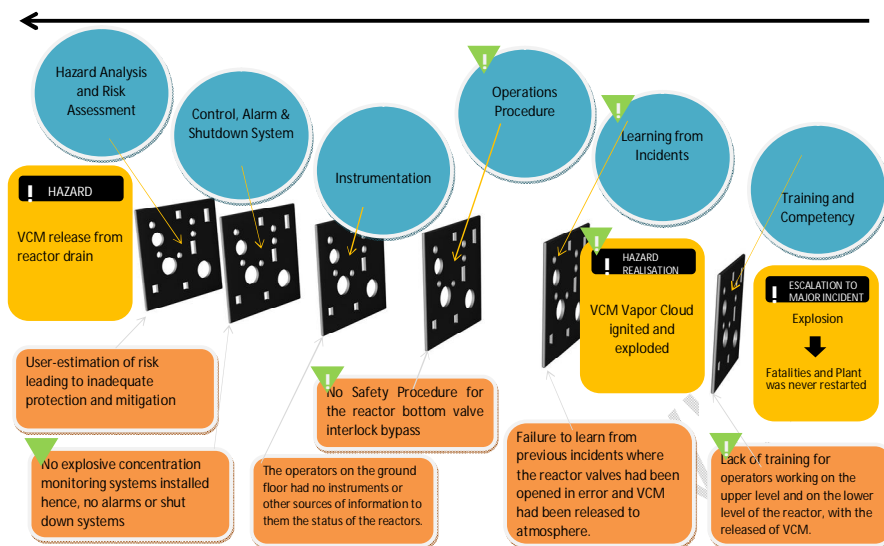 Hazard Analysis
and Risk
Assessment
Control, Alarm &
Shutdown System
Instrumentation
!
Operations
Procedure
!
Learning from
Incidents
Training and
Competency
! HAZARD
VCM release from
reactor drain
!
! HAZARD
REALISATION
VCM Vapor Cloud
ignited and
exploded
! ESCALATION TO
MAJOR INCIDENT
Explosion
Fatalities and Plant
was never restarted
User-estimation of risk
leading to inadequate
protection and mitigation
No explosive concentration
monitoring systems installed
hence, no alarms or shut
down systems
The operators on the ground
floor had no instruments or
other sources of information to
them the status of the reactors.
!
No Safety Procedure for
the reactor bottom valve
interlock bypass
Failure to learn from
previous incidents where
the reactor valves had been
opened in error and VCM
had been released to
atmosphere.
!
Lack of training for
operators working on the
upper level and on the lower
level of the reactor, with the
released of VCM.